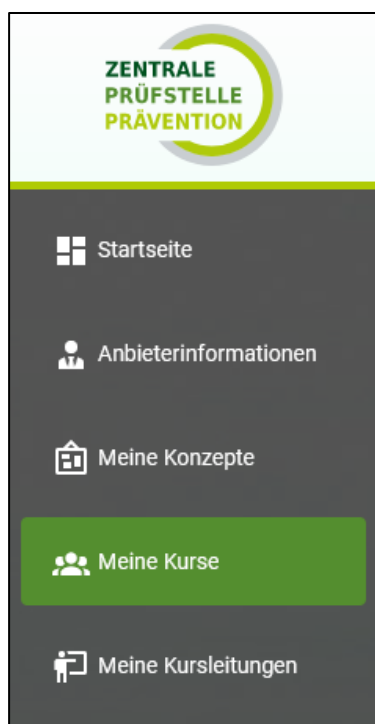 ZENTRALE
PRÜFSTELLE
PRÄVENTION
Startseite
Anbieterinformationen
Meine Konzepte
Meine Kurse
Meine Kursleitungen